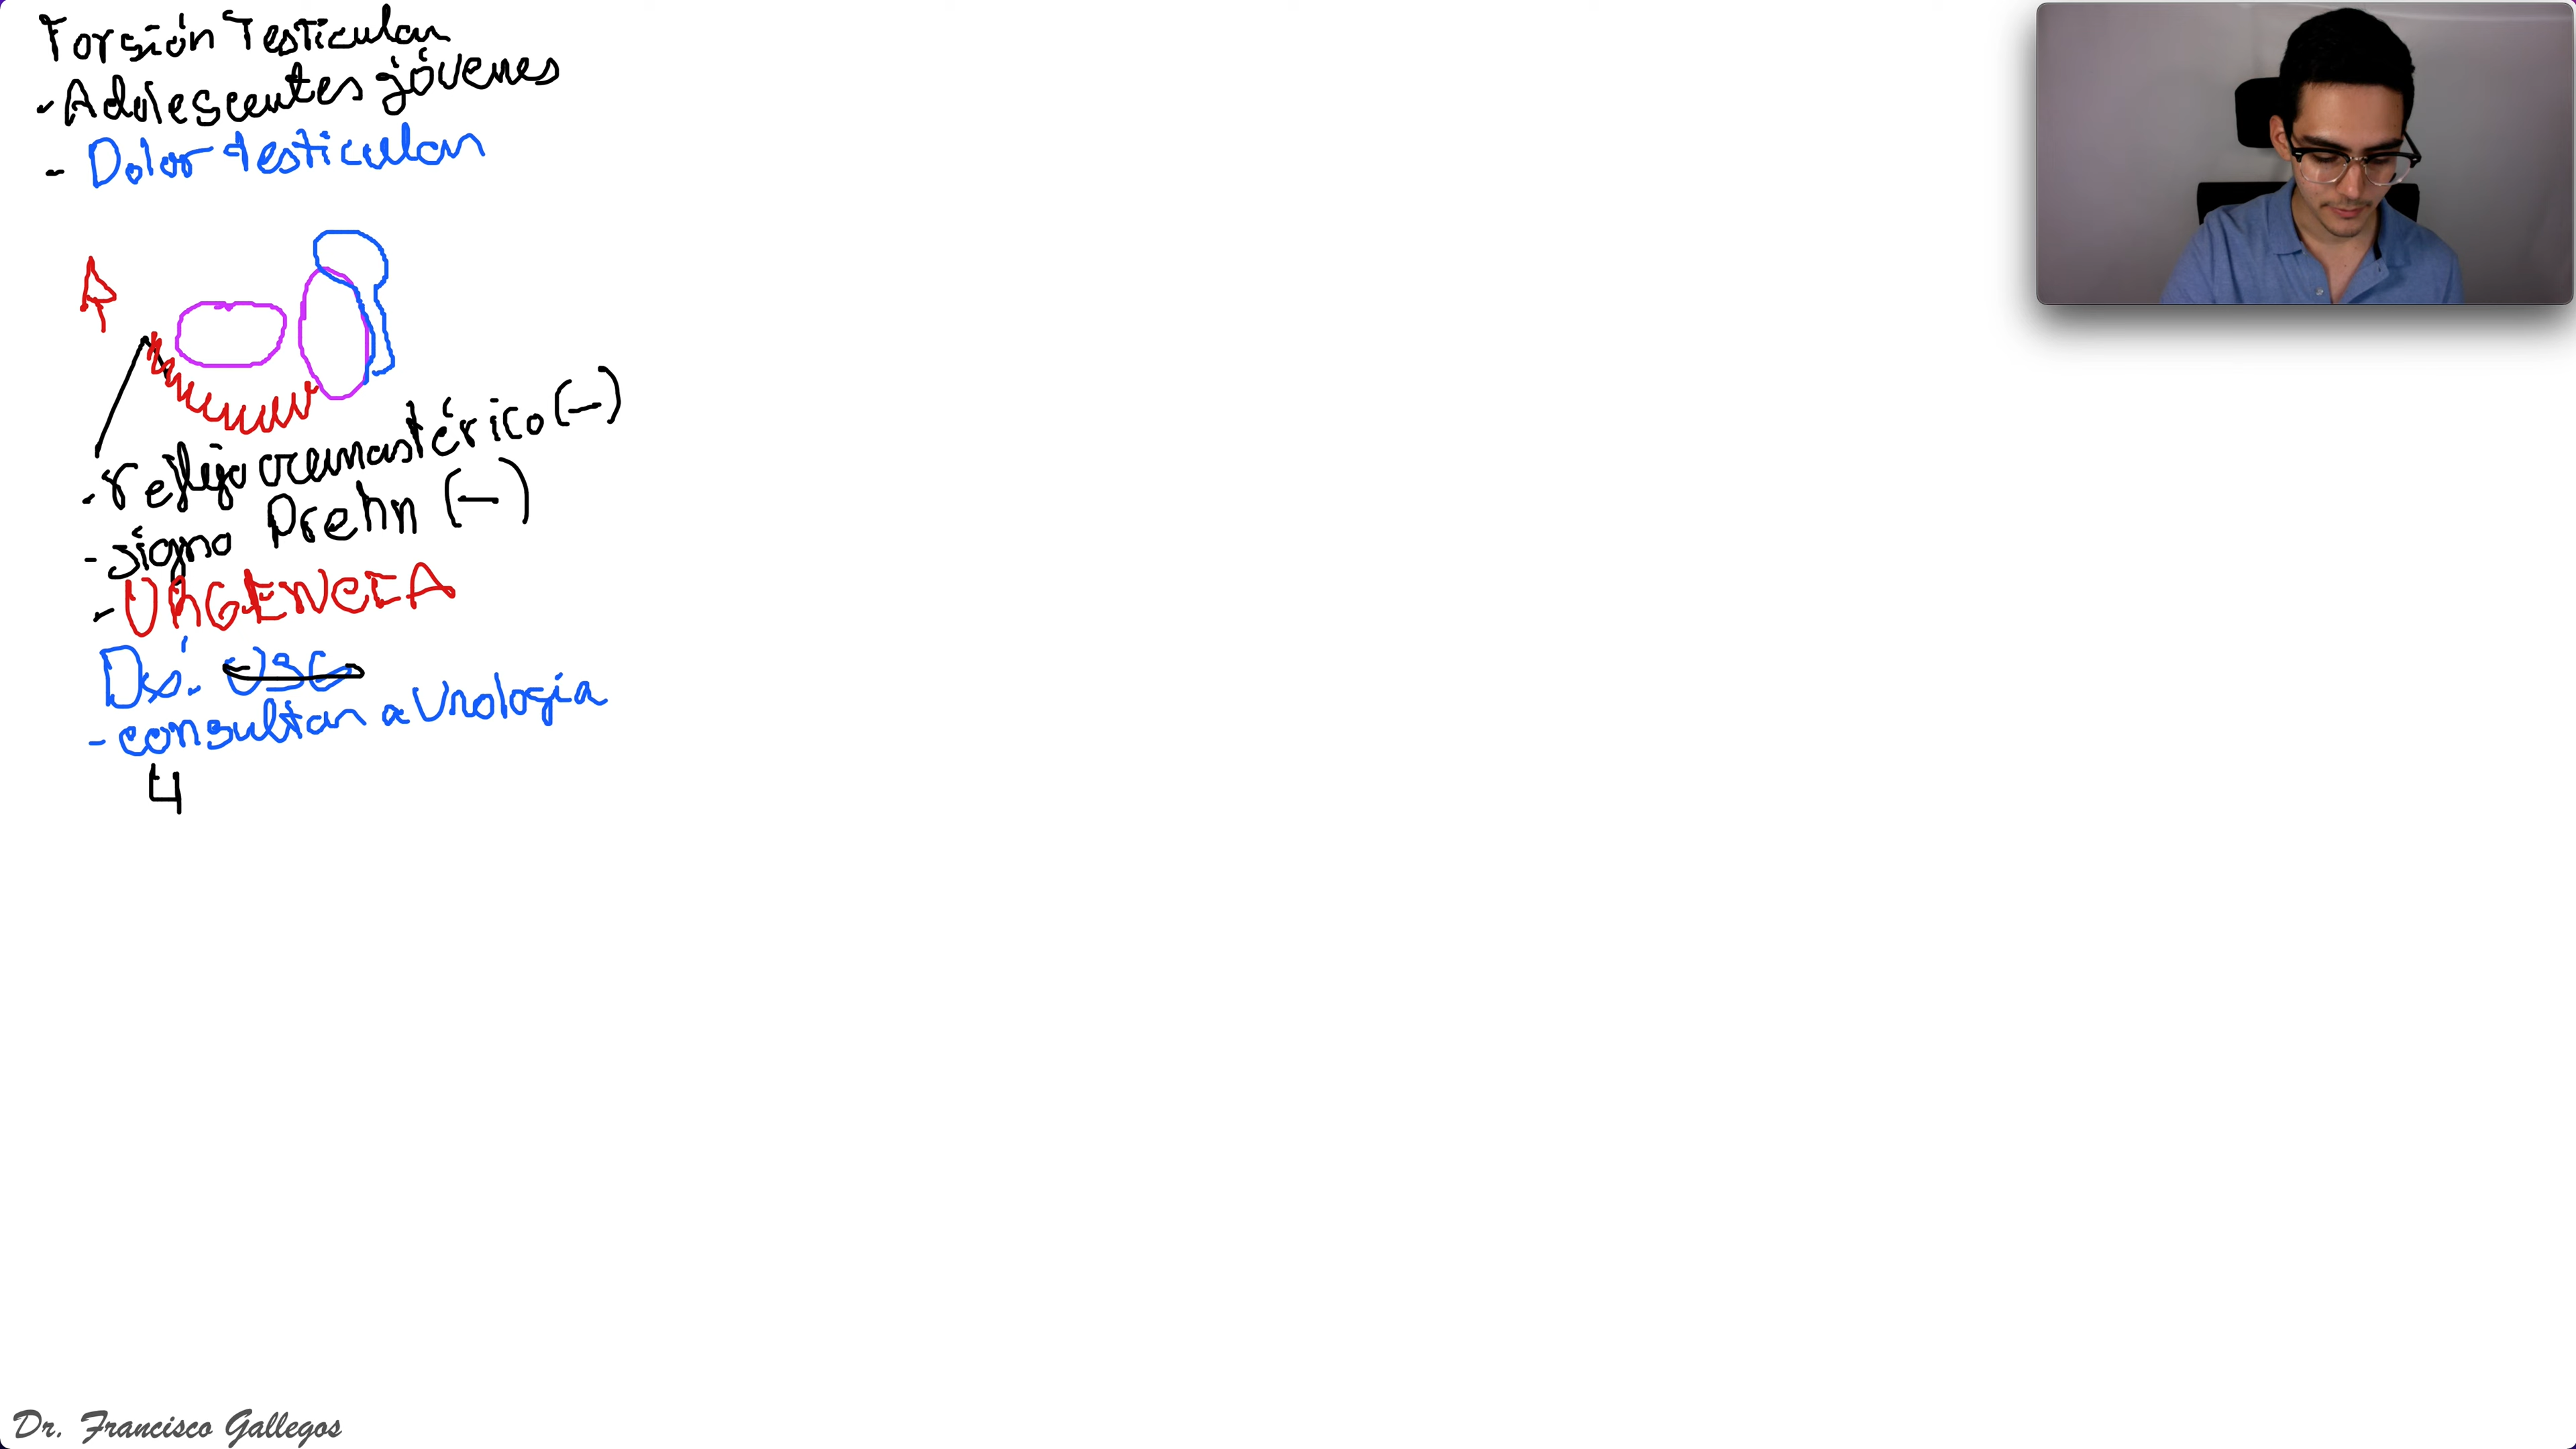 Torsión Testicular
- Adolescentes jóvenes
- Dolor testicular
- reflejo cremastérico (-)
- signo Prehn (-)
- URGENCIA
Dx: USG
- consultar a Urología
4
Dr. Francisco Gallegos